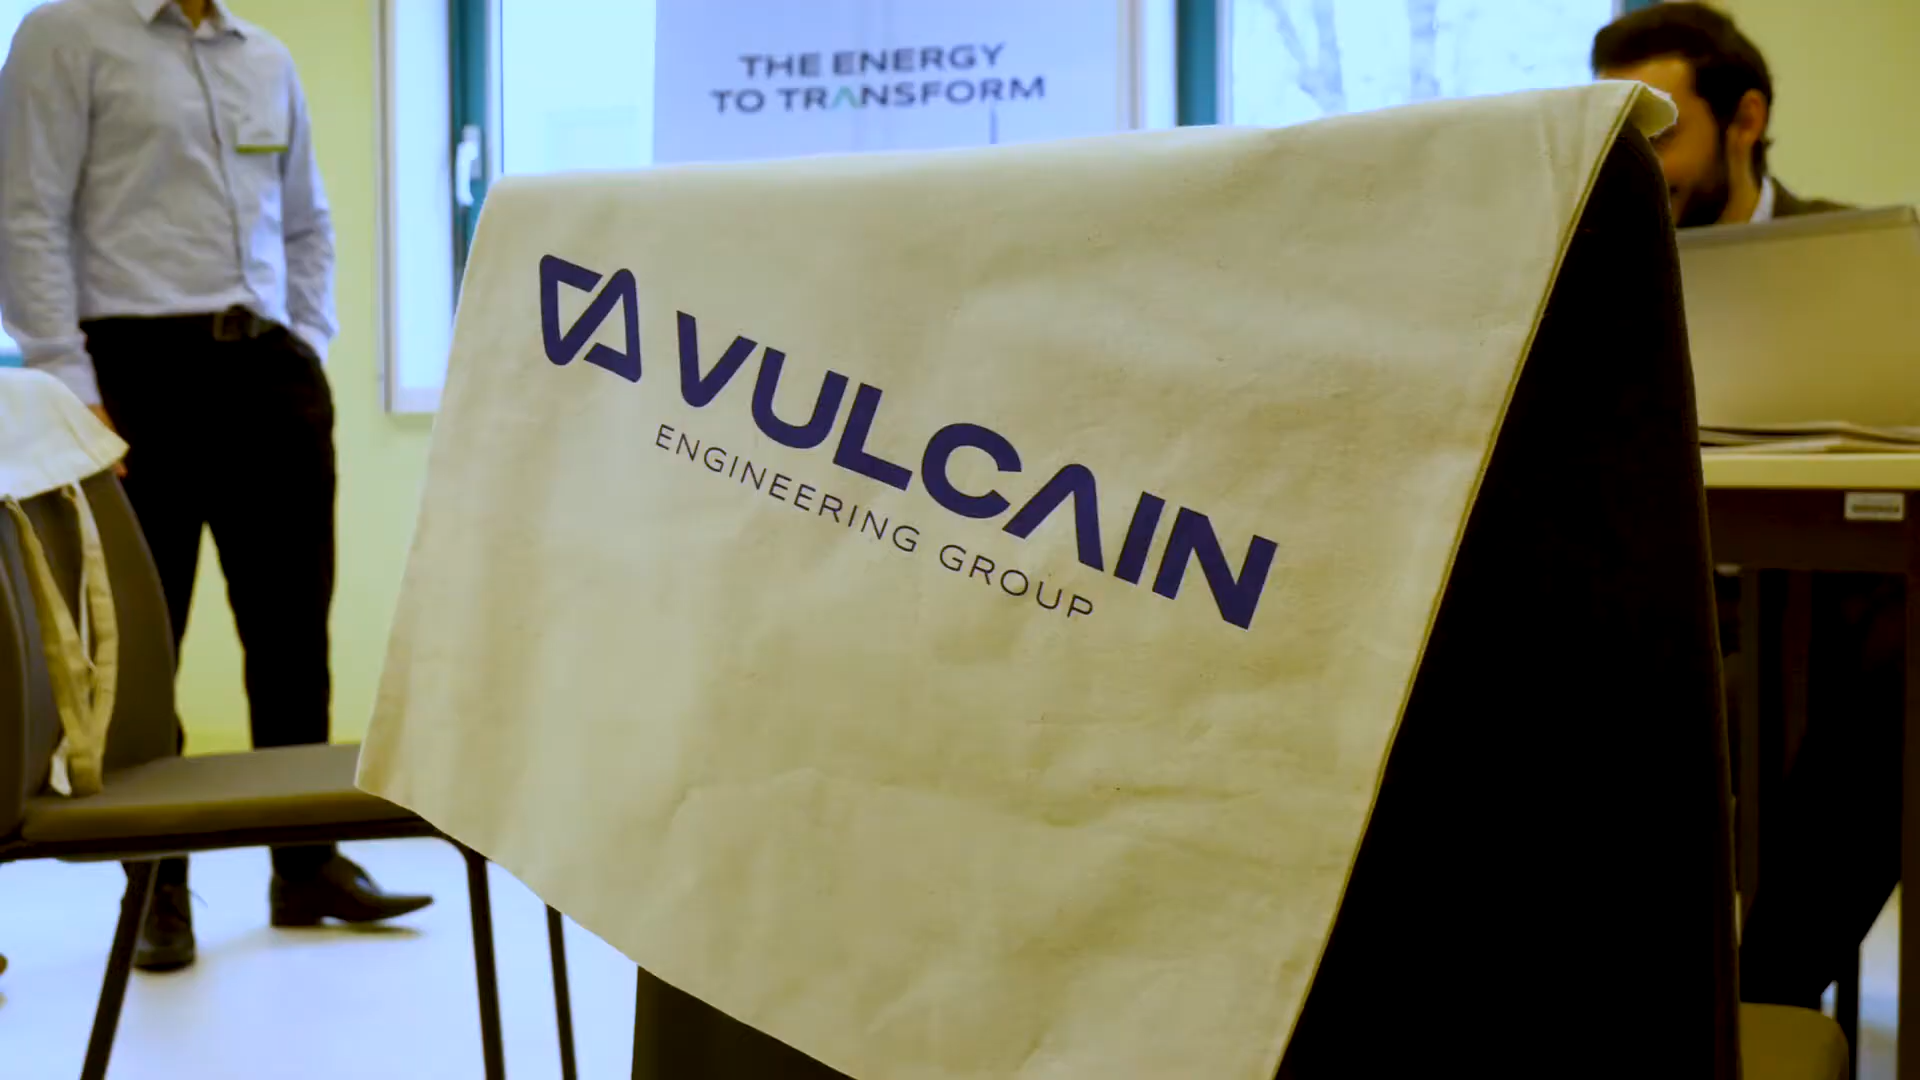 THE ENERGY
TO TRANSFORM
VULCAIN
ENGINEERING GROUP